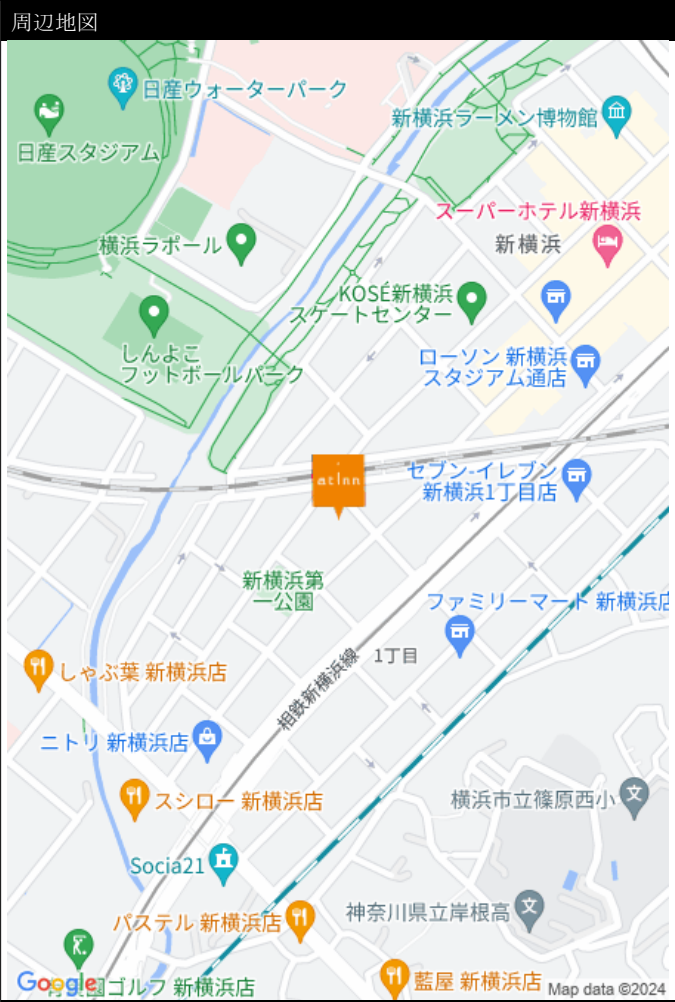 周辺地図
日産ウォーターパーク
新横浜ラーメン博物館
日産スタジアム
スーパーホテル新横浜
横浜ラポール
新横浜
KOSÉ新横浜
スケートセンター
しんよこ
フットボールパーク
ローソン 新横浜
スタジアム通店
atinn
セブン-イレブン
新横浜1丁目店
新横浜第
一公園
ファミリーマート 新横浜店
1丁目
しゃぶ葉 新横浜店
相鉄新横浜線
ニトリ 新横浜店
スシロー 新横浜店
横浜市立篠原西小
文
Socia21
神奈川県立岸根高
文
パステル 新横浜店
藍屋 新横浜店
Google
ゴルフ 新横浜店
Map data ©2024